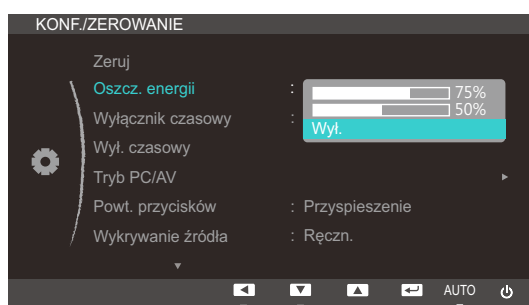 KONF./ZEROWANIE
Zeruj
Oszcz. energii : 75%
50%
Wyłącznik czasowy : Wył.
Wył. czasowy
Tryb PC/AV
Powt. przycisków : Przyspieszenie
Wykrywanie źródła : Ręczn.
AUTO